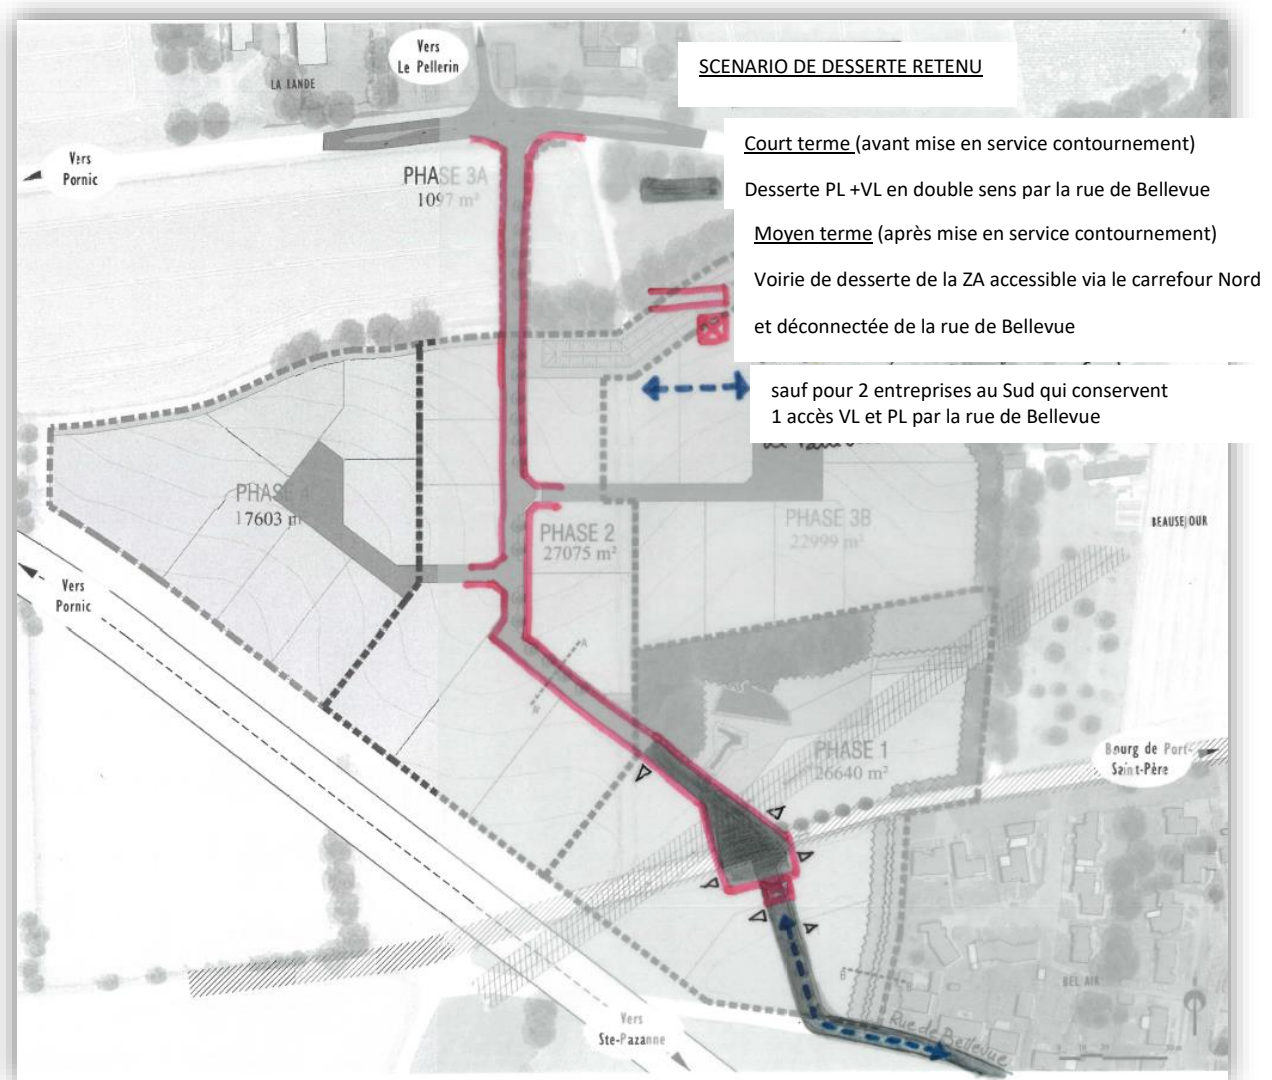 Vers
Le Pellerin
LA LANDE
SCENARIO DE DESSERTE RETENU
Court terme (avant mise en service contournement)
Desserte PL +VL en double sens par la rue de Bellevue
Moyen terme (après mise en service contournement)
Voirie de desserte de la ZA accessible via le carrefour Nord
et déconnectée de la rue de Bellevue
sauf pour 2 entreprises au Sud qui conservent
1 accès VL et PL par la rue de Bellevue
Vers
Pornic
PHASE 3A
1097 m²
PHASE 4
17603 m
PHASE 2
27075 m²
PHASE 3B
22999 m²
BEAUSEJOUR
Vers
Pornic
A
PHASE 1
26640 m²
Bourg de Port-
Saint-Père
BEL AIR
Vers
Ste-Pazanne
Rue de Bellevue